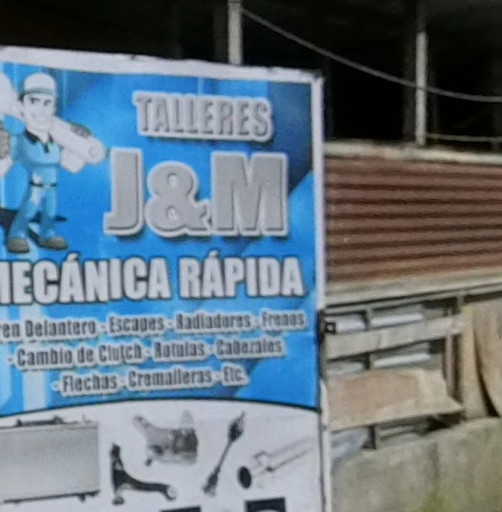 TALLERES
J&M
MECÁNICA RÁPIDA
Tren Delantero - Escapes - Radiadores - Frenos
- Cambio de Clutch - Rotulas - Cabezales
- Flechas - Cremalleras - Etc.